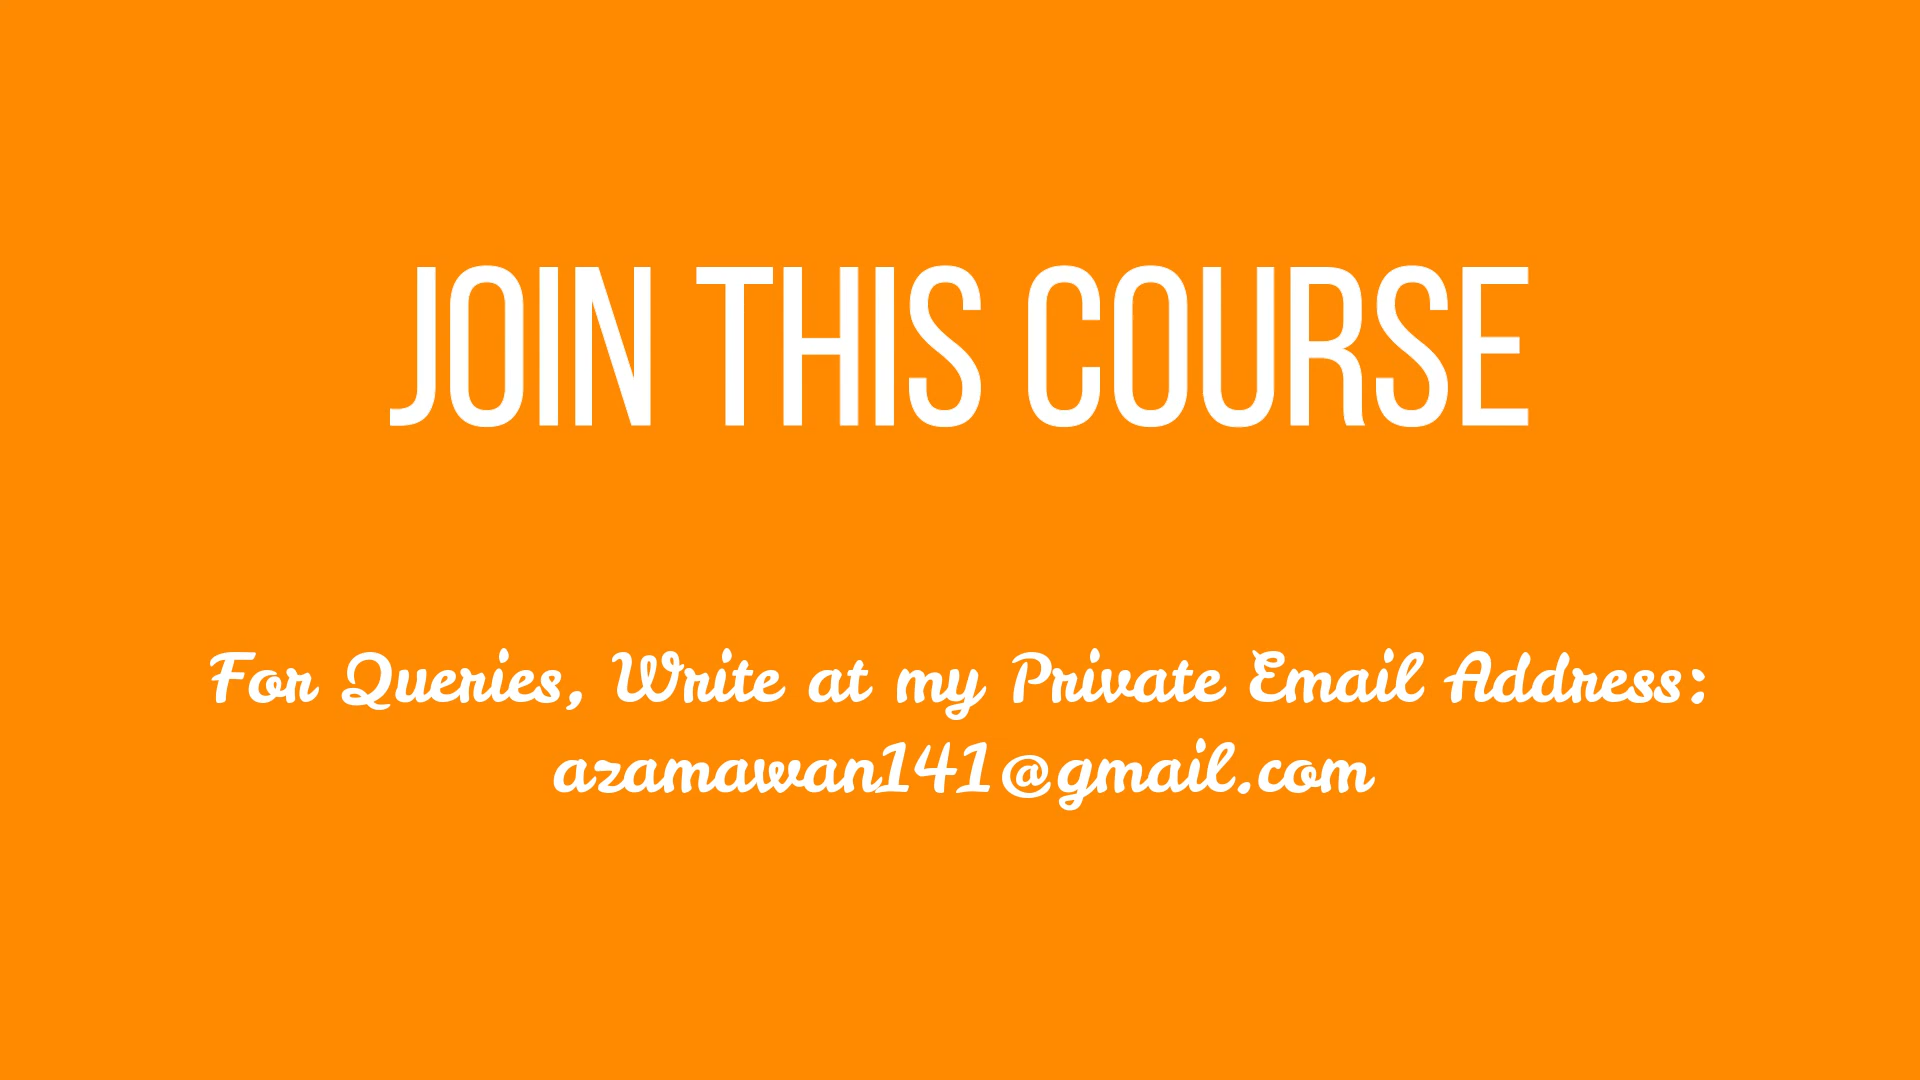 JOIN THIS COURSE
For Queries, Write at my Private Email Address:
azamawan141@gmail.com